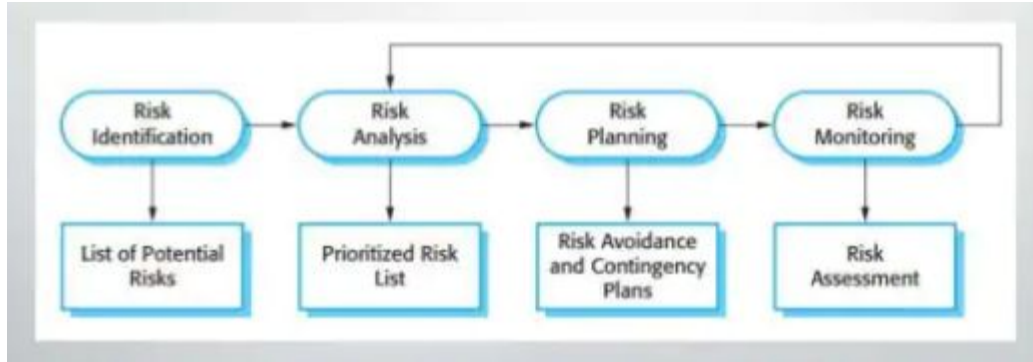 Risk
Identification
Risk
Analysis
Risk
Planning
Risk
Monitoring
List of Potential
Risks
Prioritized Risk
List
Risk Avoidance
and Contingency
Plans
Risk
Assessment